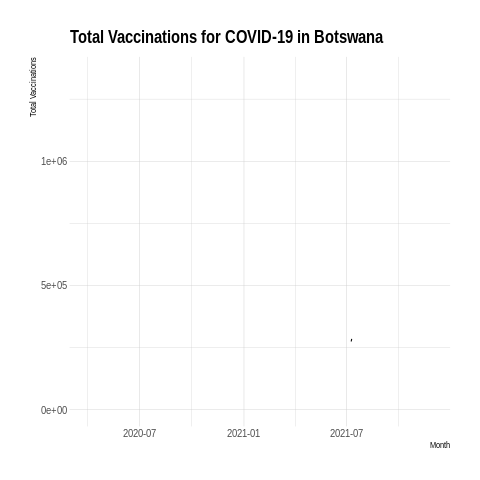 Total Vaccinations for COVID-19 in Botswana
Total Vaccinations
1e+06
5e+05
0e+00
2020-07 2021-01 2021-07
Month